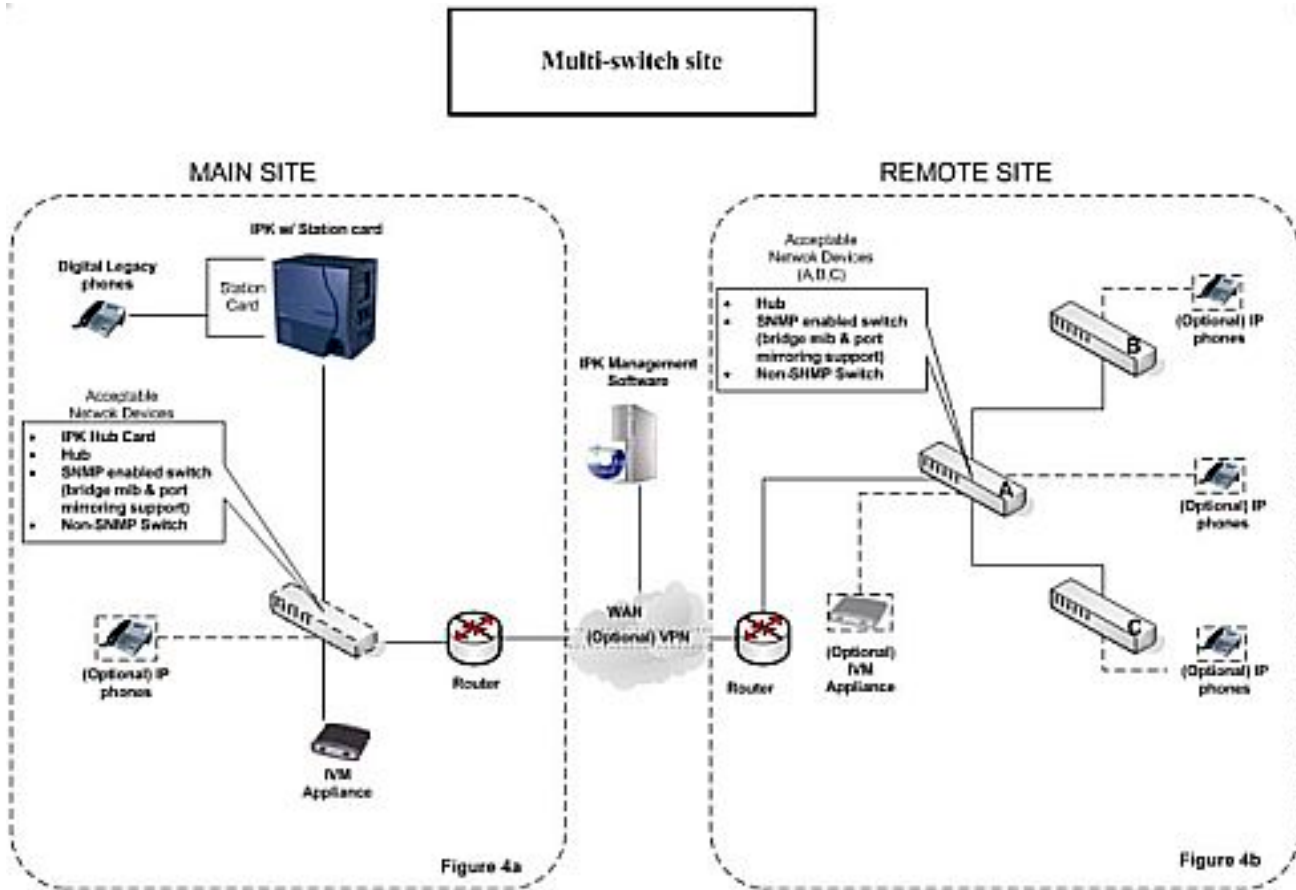 Multi-switch site
MAIN SITE
IPK w/ Station card
Digital Legacy
phones
Station
Card
Acceptable
Netwok Devices
• IPK Hub Card
• Hub
• SNMP enabled switch
(bridge mib & port
mirroring support)
• Non-SNMP Switch
(Optional) IP
phones
Router
IVM
Appliance
Figure 4a
IPK Management
Software
WAN
(Optional) VPN
REMOTE SITE
Acceptable
Netwok Devices
(A,B,C)
• Hub
• SNMP enabled switch
(bridge mib & port
mirroring support)
• Non-SHMP Switch
B
(Optional) IP
phones
A
(Optional) IP
phones
C
(Optional) IP
phones
Router
(Optional)
IVM
Appliance
Figure 4b